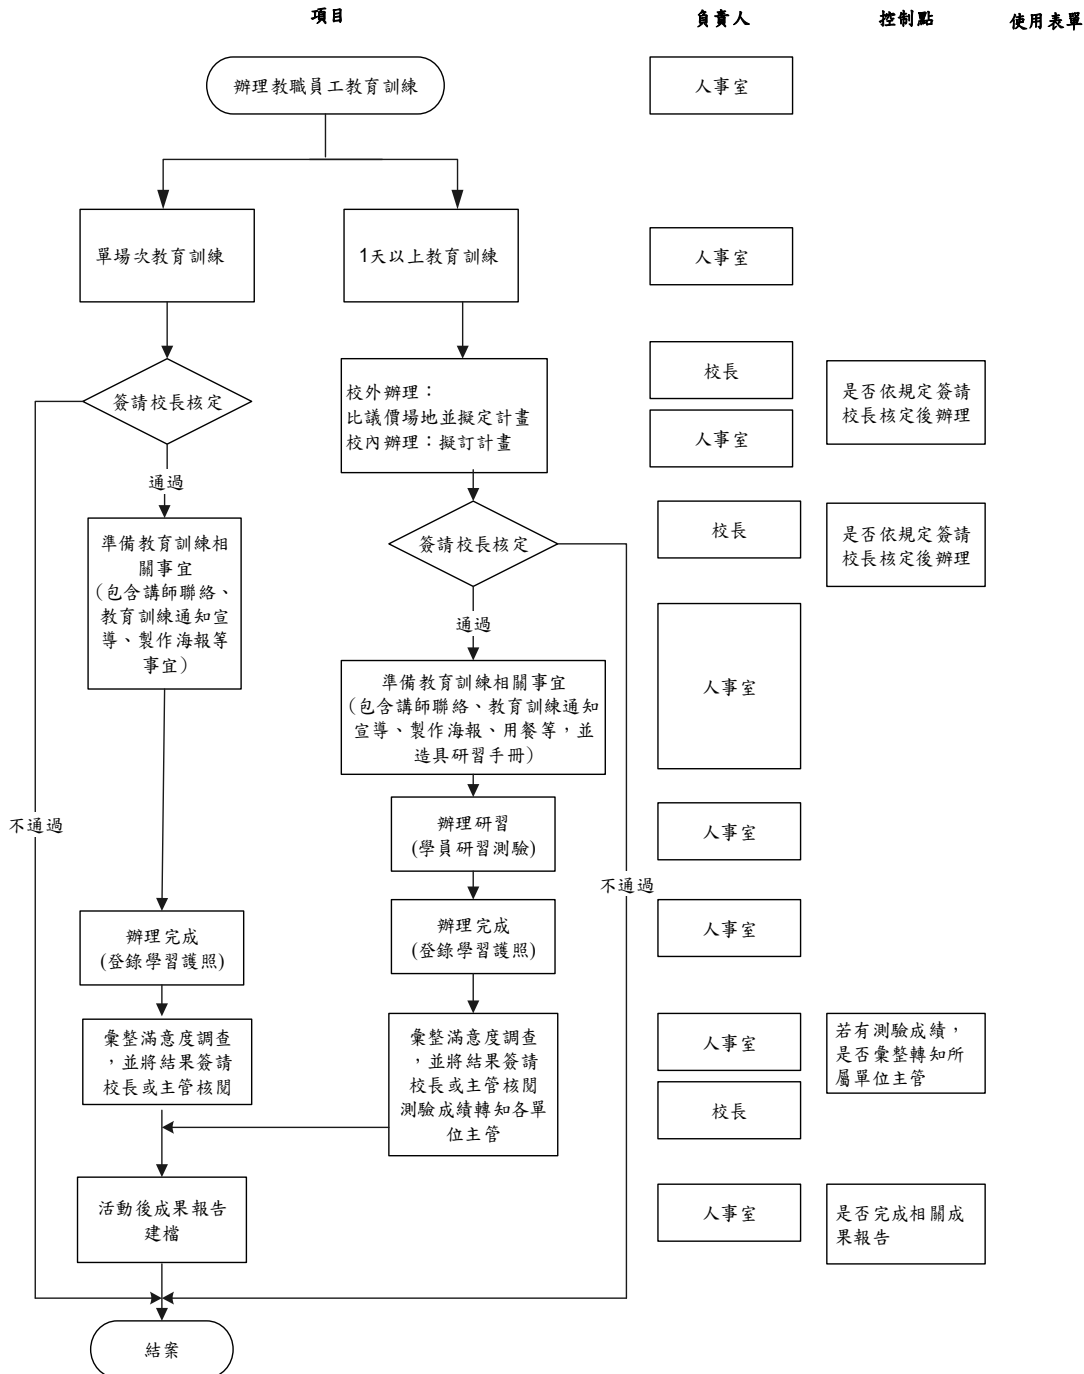 項目
負責人
控制點
使用表單
辦理教職員工教育訓練
人事室
單場次教育訓練
1天以上教育訓練
人事室
簽請校長核定
校外辦理：
比議價場地並擬定計畫
校內辦理：擬訂計畫
校長
人事室
是否依規定簽請
校長核定後辦理
通過
準備教育訓練相
關事宜
（包含講師聯絡、
教育訓練通知宣
導、製作海報等
事宜）
簽請校長核定
校長
是否依規定簽請
校長核定後辦理
通過
準備教育訓練相關事宜
（包含講師聯絡、教育訓練通知
宣導、製作海報、用餐等，並
造具研習手冊）
人事室
不通過
辦理研習
(學員研習測驗)
人事室
不通過
辦理完成
(登錄學習護照)
辦理完成
(登錄學習護照)
人事室
彙整滿意度調查
，並將結果簽請
校長或主管核閱
彙整滿意度調查
，並將結果簽請
校長或主管核閱
測驗成績轉知各單
位主管
人事室
校長
若有測驗成績，
是否彙整轉知所
屬單位主管
活動後成果報告
建檔
人事室
是否完成相關成
果報告
結案